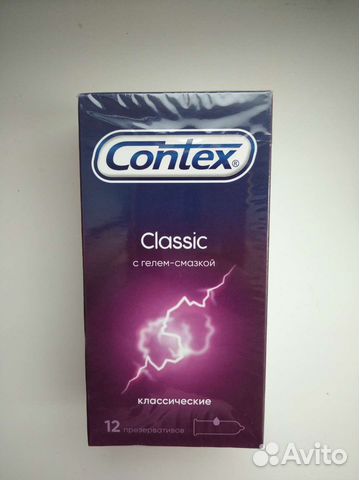 Contex®
Classic
с гелем-смазкой
классические
12 презервативов
Avito